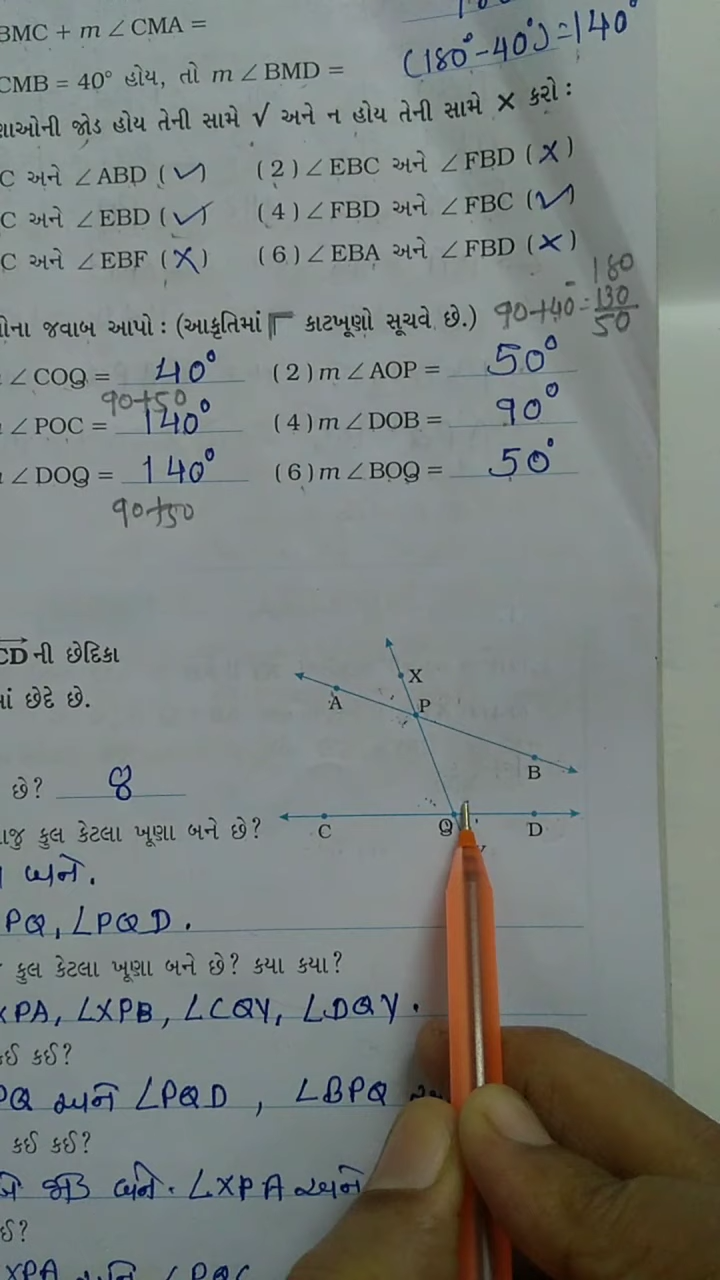 BMC + m ∠CMA =
(180° - 40°) = 140°
CMB = 40° હોય, તો m ∠BMD =
ણાઓની જોડ હોય તેની સામે √ અને ન હોય તેની સામે × કરો :
C અને ∠ABD (✓) (2) ∠EBC અને ∠FBD (×)
C અને ∠EBD (✓) (4) ∠FBD અને ∠FBC (✓)
C અને ∠EBF (×) (6) ∠EBA અને ∠FBD (×)
ોના જવાબ આપો : (આકૃતિમાં કાટખૂણો સૂચવે છે.) 90+40 = 130
180
50
∠COQ = 40° (2) m ∠AOP = 50°
90+50
∠POC = 140° (4) m ∠DOB = 90°
∠DOQ = 140° (6) m ∠BOQ = 50°
90+50
CD ની છેદિકા
માં છેદે છે.
X
A
P
B
C
Q
D
છે? 8
બાજુ કુલ કેટલા ખૂણા બને છે?
બને.
PQ, ∠PQD.
કુલ કેટલા ખૂણા બને છે? કયા કયા?
XPA, ∠XPB, ∠CQY, ∠DQY.
કઈ કઈ?
PQ અને ∠PQD, ∠BPQ
કઈ કઈ?
જોડ બને. ∠XPA અને
ઈ?
XPA અને ∠PQC